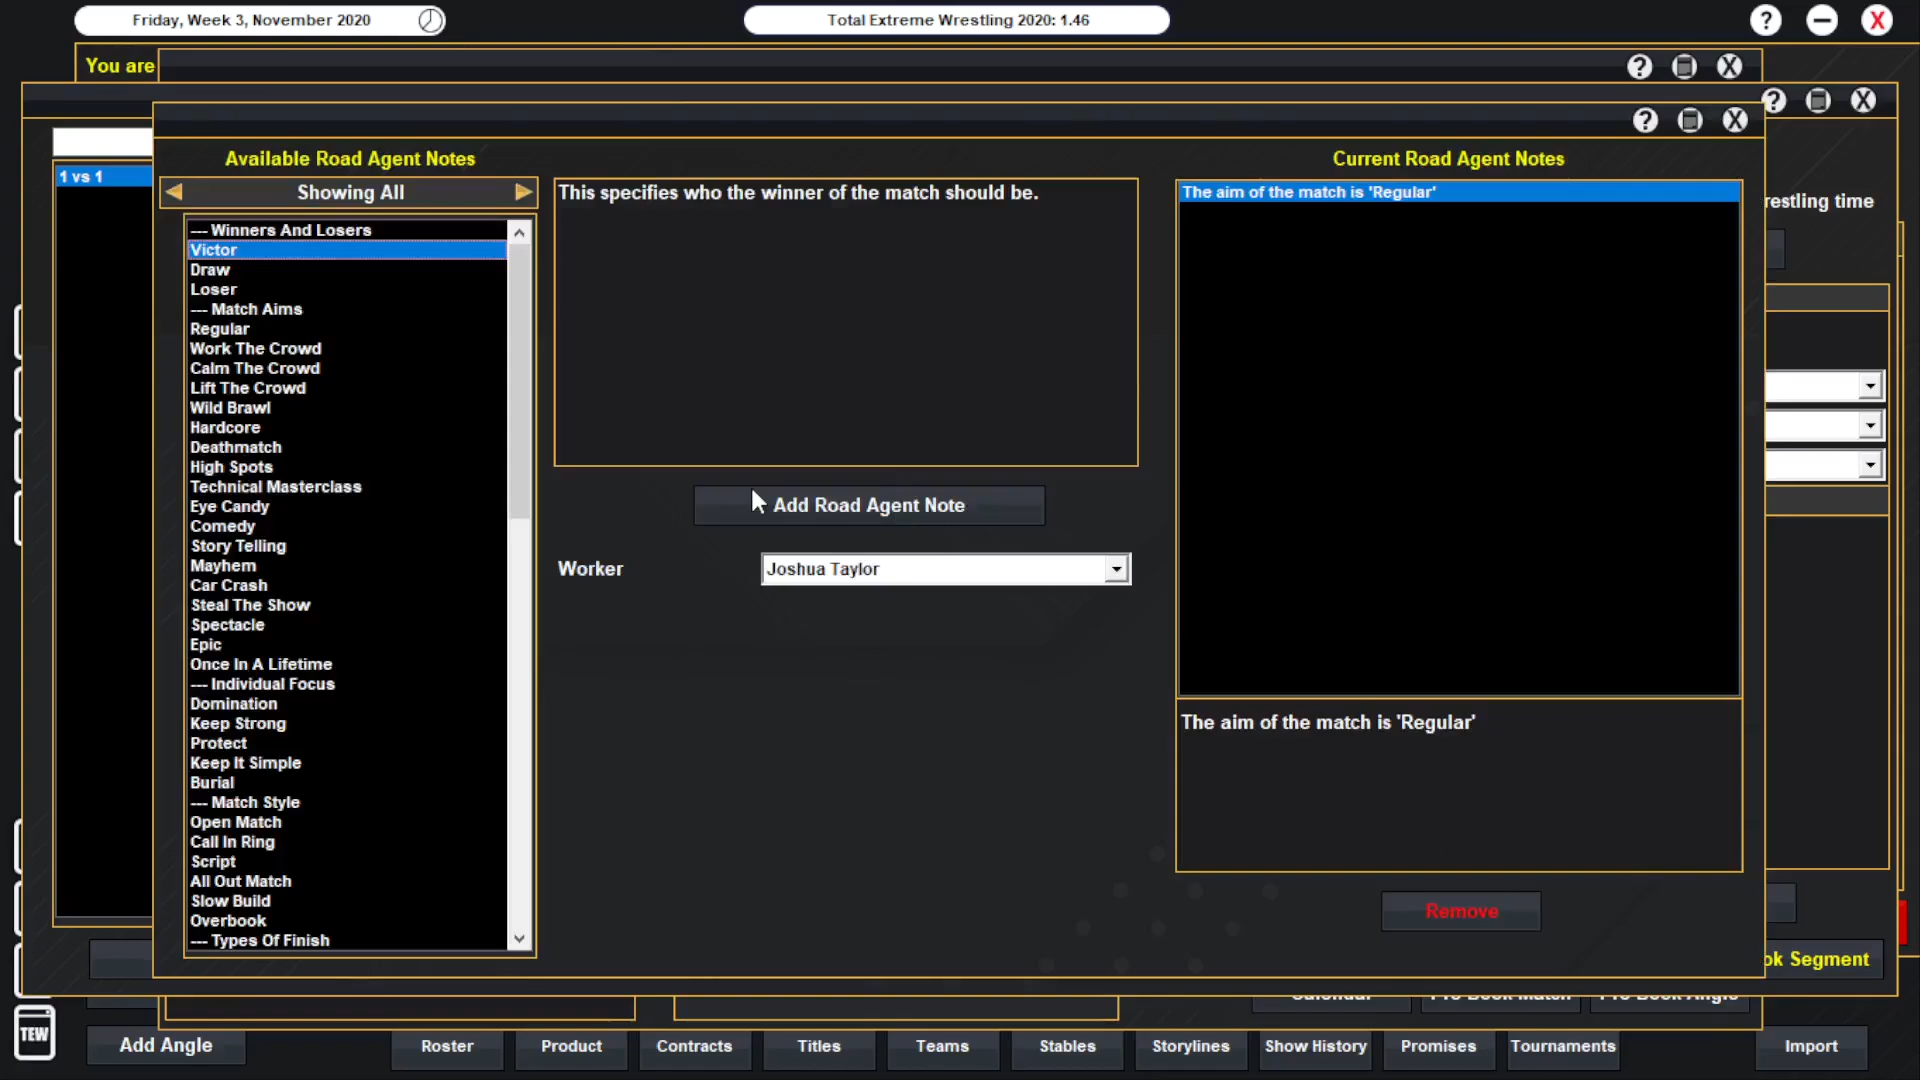 Friday, Week 3, November 2020
Total Extreme Wrestling 2020: 1.46
You are
Available Road Agent Notes
Current Road Agent Notes
1 vs 1
Showing All
This specifies who the winner of the match should be.
The aim of the match is 'Regular'
restling time
--- Winners And Losers
Victor
Draw
Loser
--- Match Aims
Regular
Work The Crowd
Calm The Crowd
Lift The Crowd
Wild Brawl
Hardcore
Deathmatch
High Spots
Technical Masterclass
Eye Candy
Comedy
Story Telling
Mayhem
Car Crash
Steal The Show
Spectacle
Epic
Once In A Lifetime
--- Individual Focus
Domination
Keep Strong
Protect
Keep It Simple
Burial
--- Match Style
Open Match
Call In Ring
Script
All Out Match
Slow Build
Overbook
--- Types Of Finish
Add Road Agent Note
Worker
Joshua Taylor
The aim of the match is 'Regular'
Remove
ok Segment
Calendar
Pre Book Match
Pre Book Angle
TEW
Add Angle
Roster
Product
Contracts
Titles
Teams
Stables
Storylines
Show History
Promises
Tournaments
Import